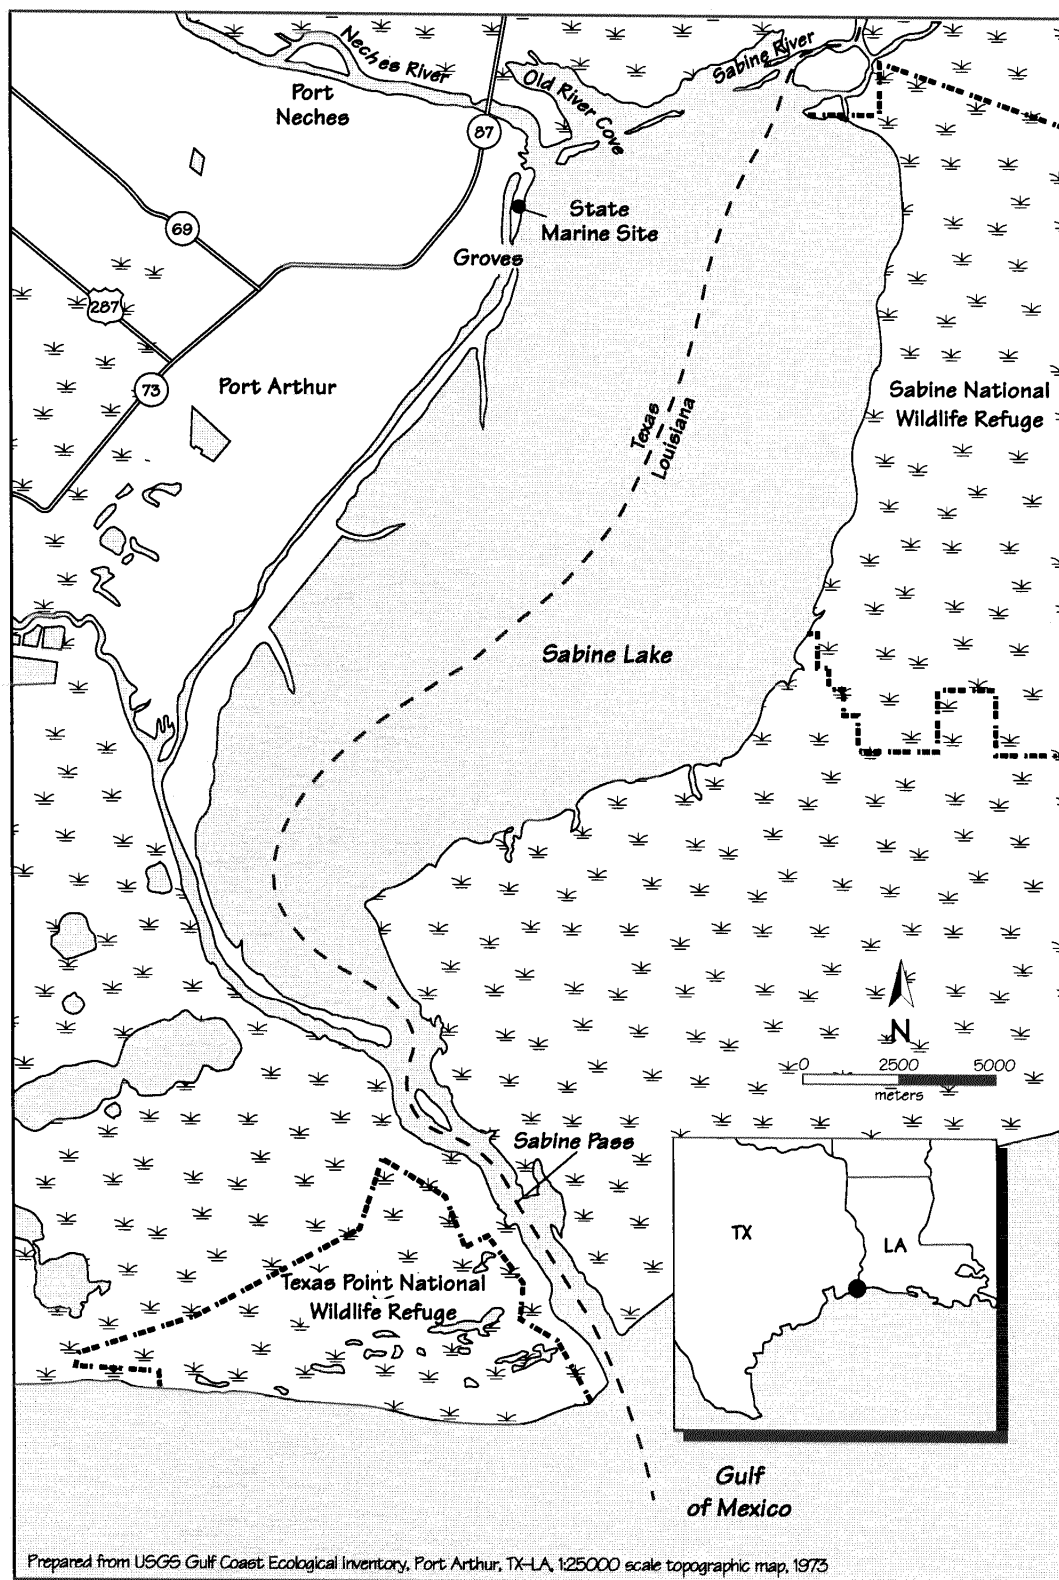 Neches River
Old River Cove
Sabine River
Port
Neches
87
State
Marine Site
69
Groves
287
73
Port Arthur
Sabine National
Wildlife Refuge
Texas
Louisiana
Sabine Lake
N
0 2500 5000
meters
Sabine Pass
TX
LA
Texas Point National
Wildlife Refuge
Gulf
of Mexico
Prepared from USGS Gulf Coast Ecological Inventory, Port Arthur, TX-LA, 1:25000 scale topographic map, 1973